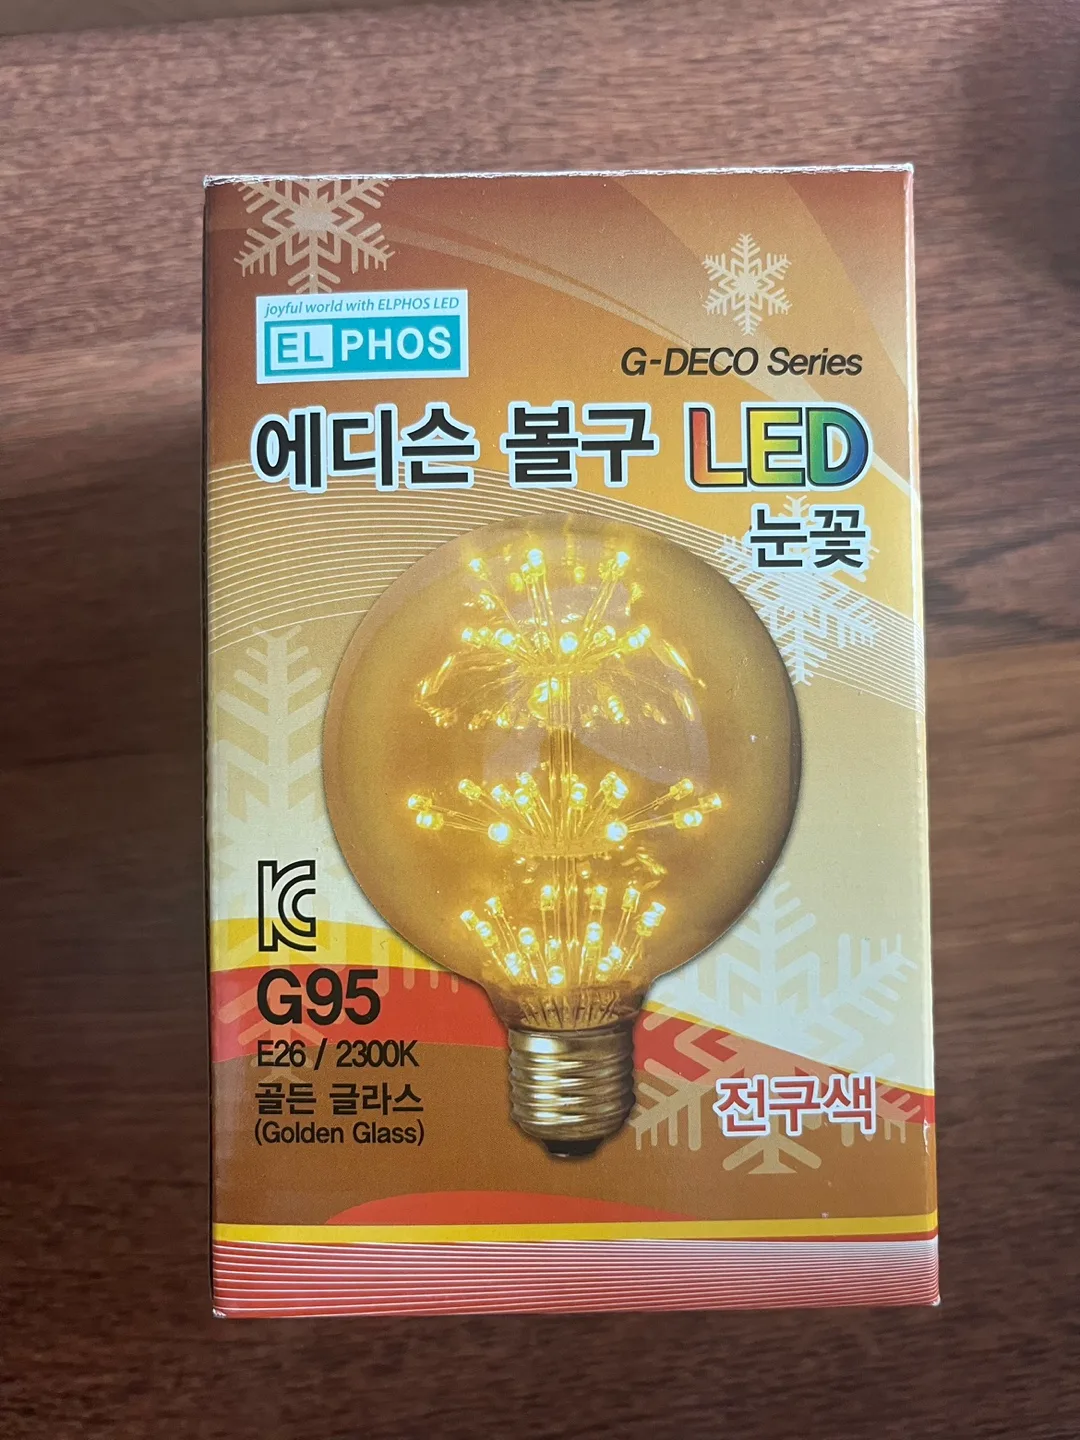 joyful world with ELPHOS LED
EL PHOS
G-DECO Series
에디슨 볼구 LED
눈꽃
KC
G95
E26 / 2300K
골든 글라스
(Golden Glass)
전구색